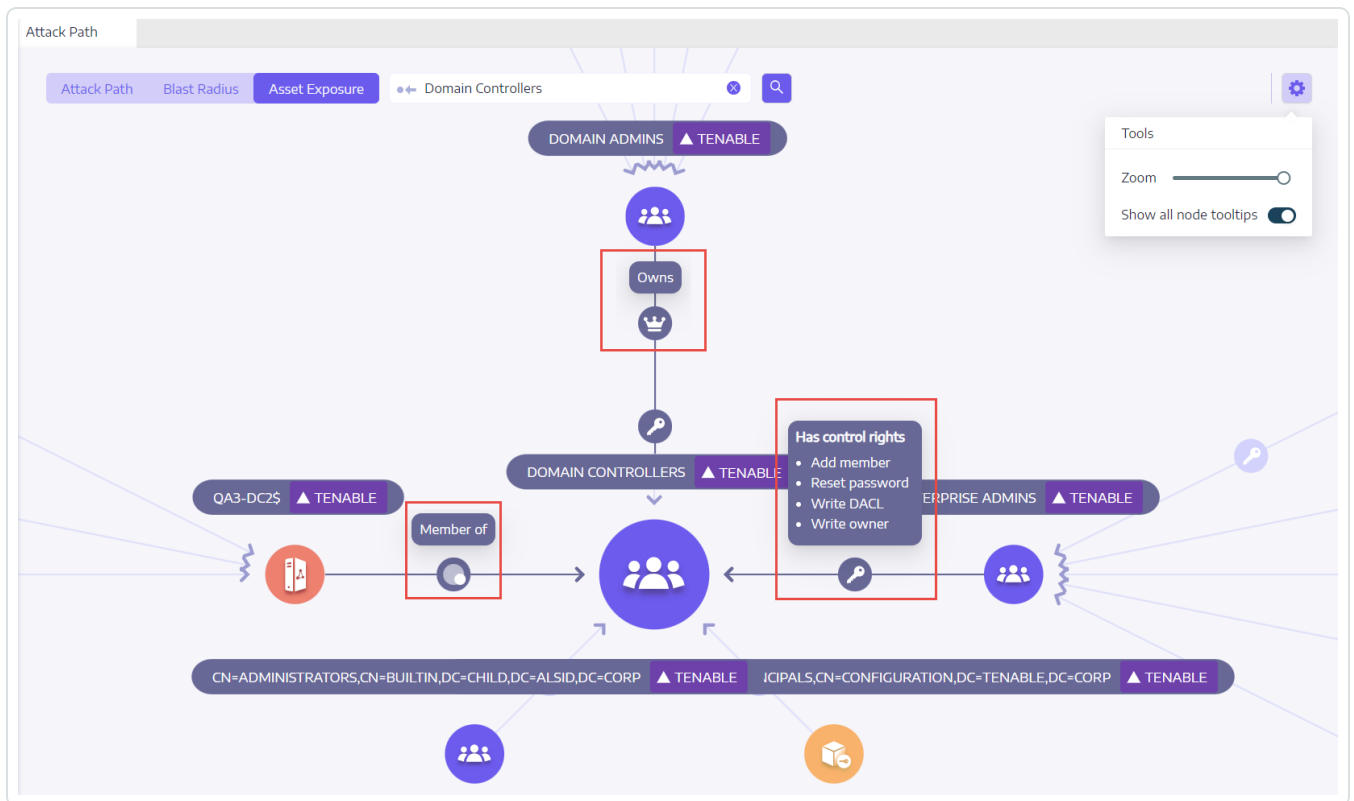 Attack Path
Attack Path Blast Radius Asset Exposure Domain Controllers
DOMAIN ADMINS TENABLE
Tools
Zoom
Show all node tooltips
Owns
Has control rights
Add member
Reset password
Write DACL
Write owner
DOMAIN CONTROLLERS TENABLE
QA3-DC2$ TENABLE
ERPRISE ADMINS TENABLE
Member of
CN=ADMINISTRATORS,CN=BUILTIN,DC=CHILD,DC=ALSID,DC=CORP TENABLE
CIPALS,CN=CONFIGURATION,DC=TENABLE,DC=CORP TENABLE